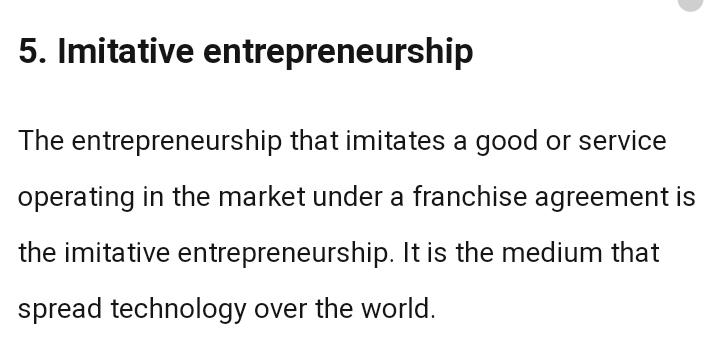 5. Imitative entrepreneurship
The entrepreneurship that imitates a good or service
operating in the market under a franchise agreement is
the imitative entrepreneurship. It is the medium that
spread technology over the world.